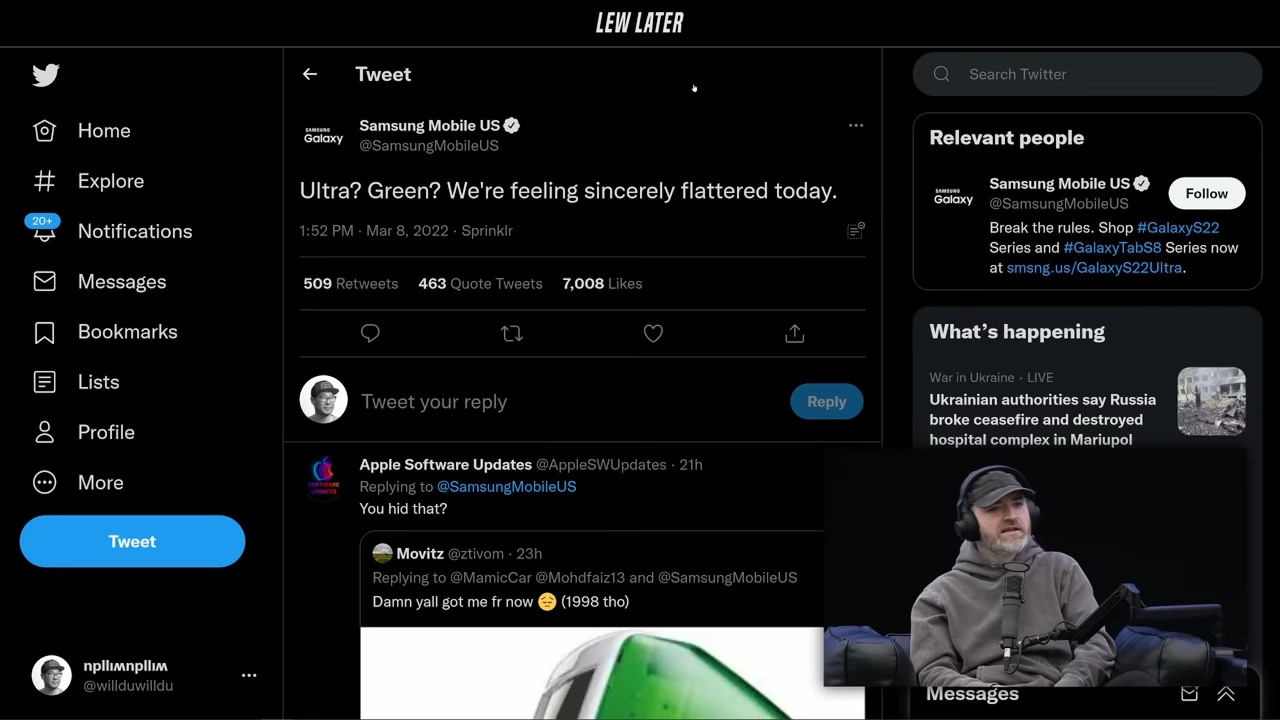 LEW LATER
Tweet
Search Twitter
Home
Explore
20+
Notifications
Messages
Bookmarks
Lists
Profile
More
Tweet
@willduwilldu
SAMSUNG
Galaxy
Samsung Mobile US
@SamsungMobileUS
Ultra? Green? We're feeling sincerely flattered today.
1:52 PM · Mar 8, 2022 · Sprinklr
509 Retweets 463 Quote Tweets 7,008 Likes
Tweet your reply
Reply
Apple Software Updates @AppleSWUpdates · 21h
Replying to @SamsungMobileUS
You hid that?
SOFTWARE
UPDATES
Movitz @ztivom · 23h
Replying to @MamicCar @Mohdfaiz13 and @SamsungMobileUS
Damn yall got me fr now 😔 (1998 tho)
Relevant people
SAMSUNG
Galaxy
Samsung Mobile US
@SamsungMobileUS
Follow
Break the rules. Shop #GalaxyS22
Series and #GalaxyTabS8 Series now
at smsng.us/GalaxyS22Ultra.
What's happening
War in Ukraine · LIVE
Ukrainian authorities say Russia
broke ceasefire and destroyed
hospital complex in Mariupol
Messages